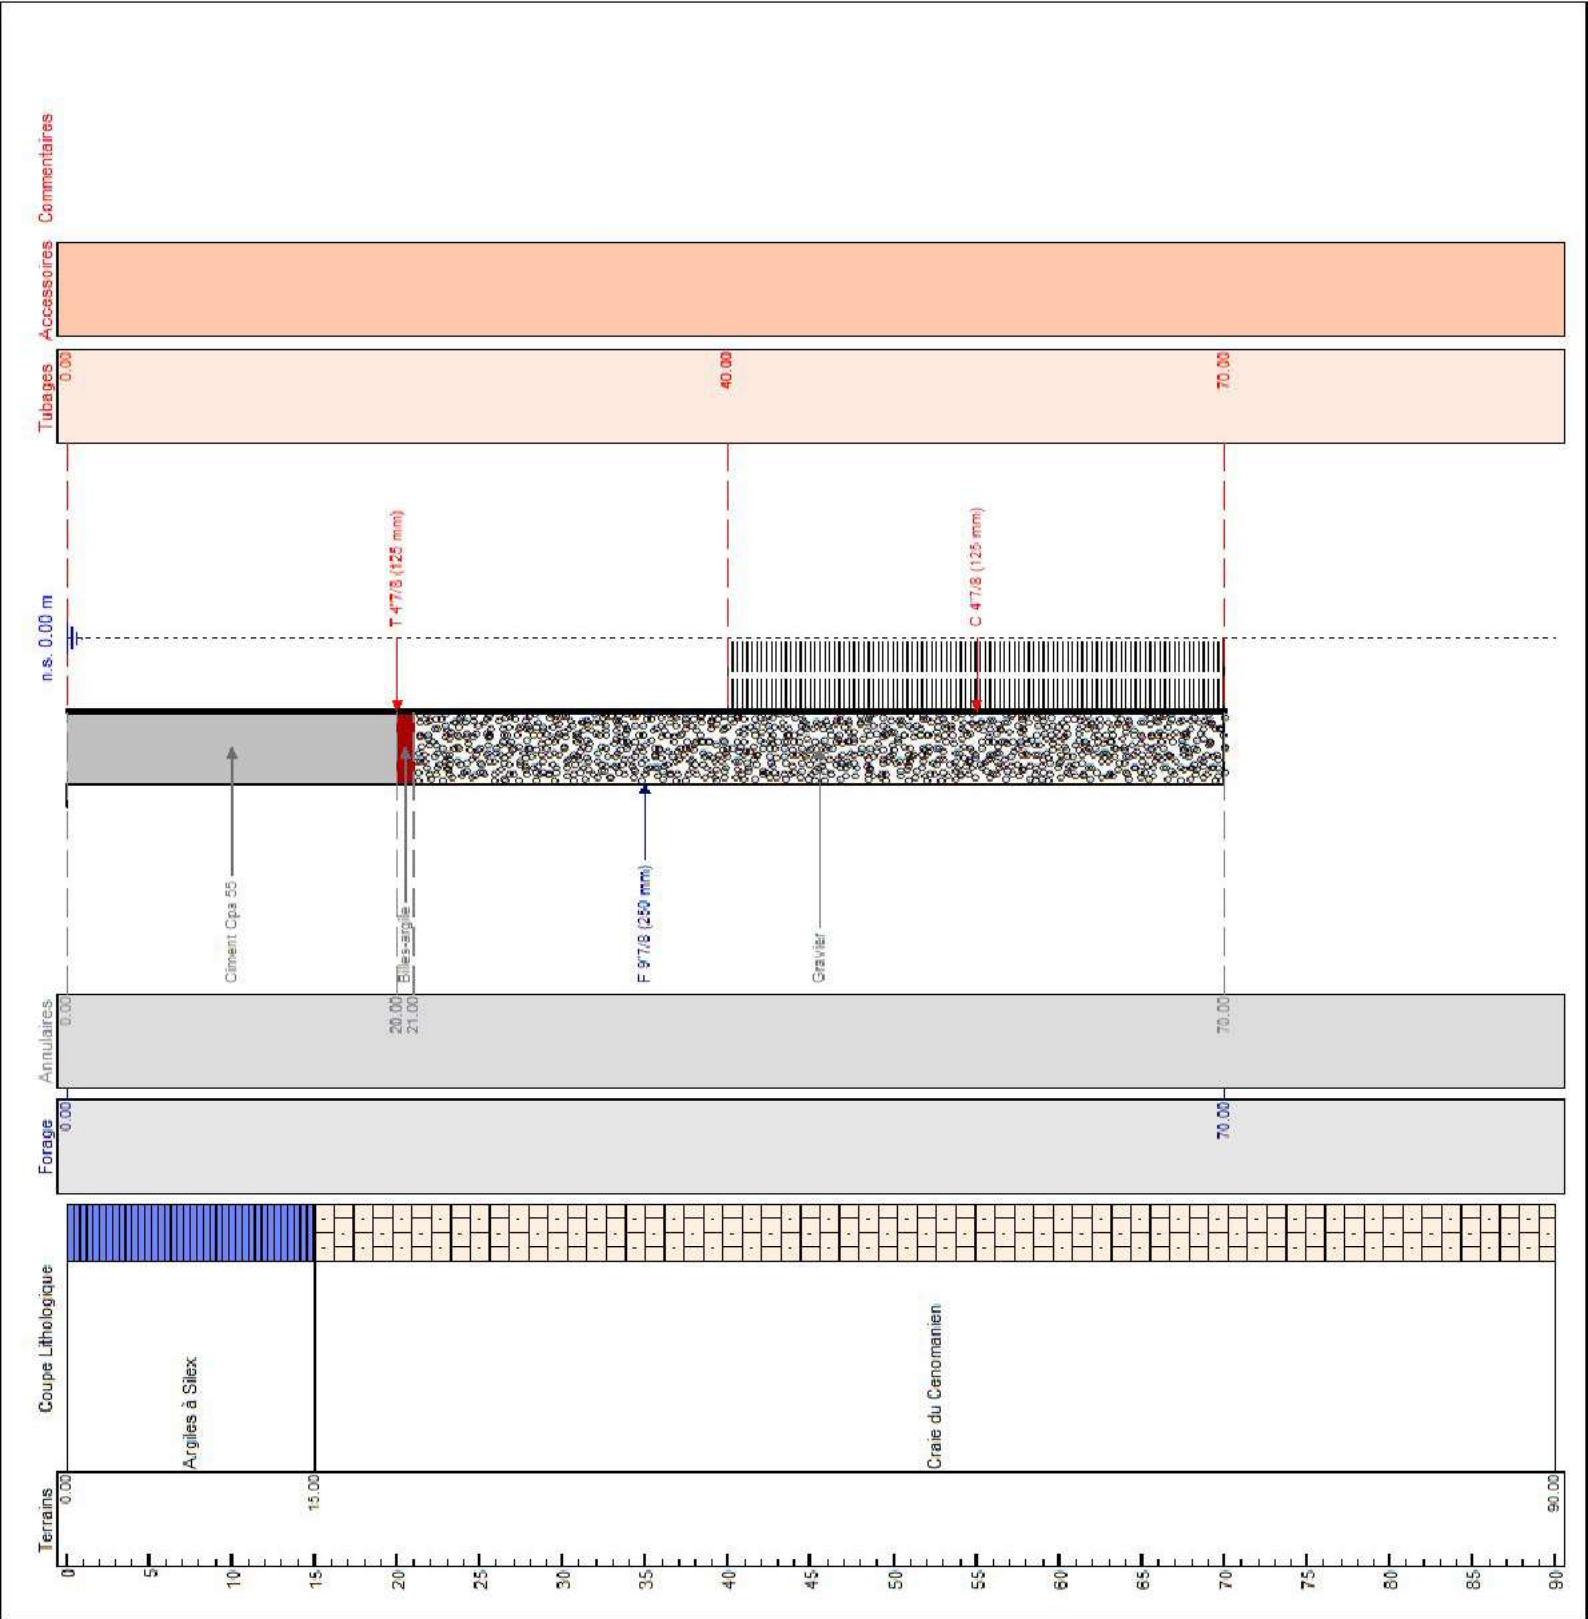 Terrains
Coupe Lithologique
Forage
Annulaires
n.s. 0.00 m
Tubages
Accessoires
Commentaires
0
5
10
15
20
25
30
35
40
45
50
55
60
65
70
75
80
85
90
0.00
15.00
90.00
Argiles à Silex
Craie du Cenomanien
0.00
70.00
0.00
20.00
21.00
70.00
Ciment Cpa 55
Billes-argile
F 9"7/8 (250 mm)
Gravier
T 4"7/8 (125 mm)
C 4"7/8 (125 mm)
0.00
40.00
70.00